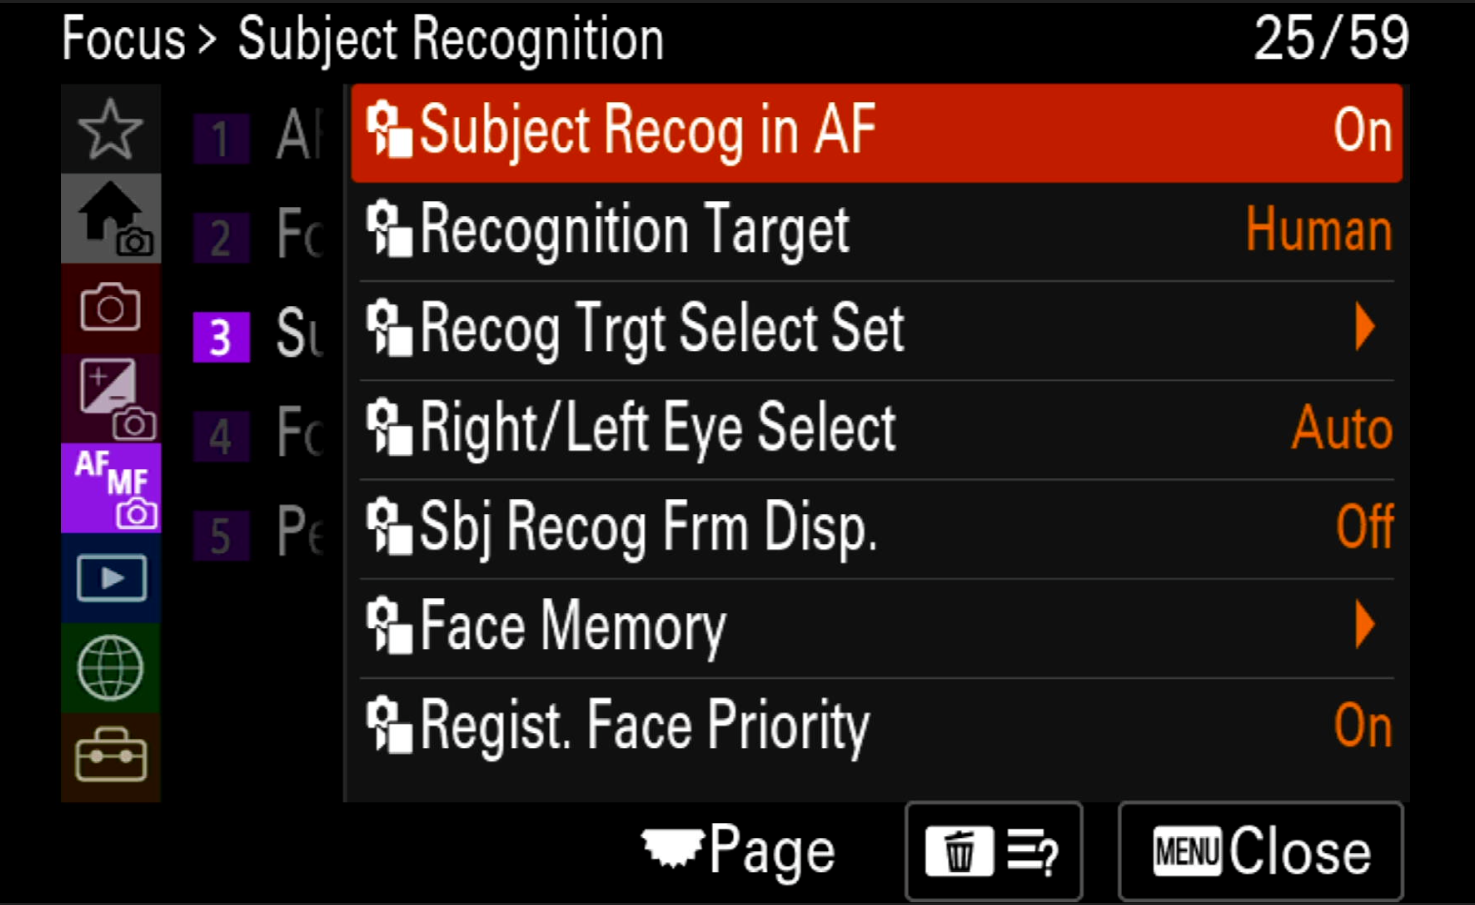 Focus > Subject Recognition 25/59
Subject Recog in AF On
Recognition Target Human
Recog Trgt Select Set
Right/Left Eye Select Auto
Sbj Recog Frm Disp. Off
Face Memory
Regist. Face Priority On
1
2
3
4
5
AF MF
Page
MENU Close